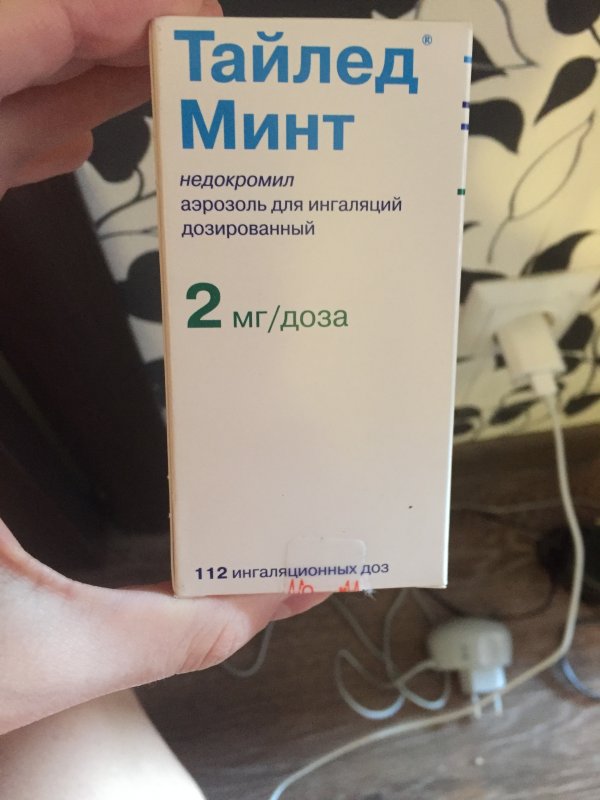 Тайлед®
Минт
недокромил
аэрозоль для ингаляций
дозированный
2 мг/доза
112 ингаляционных доз